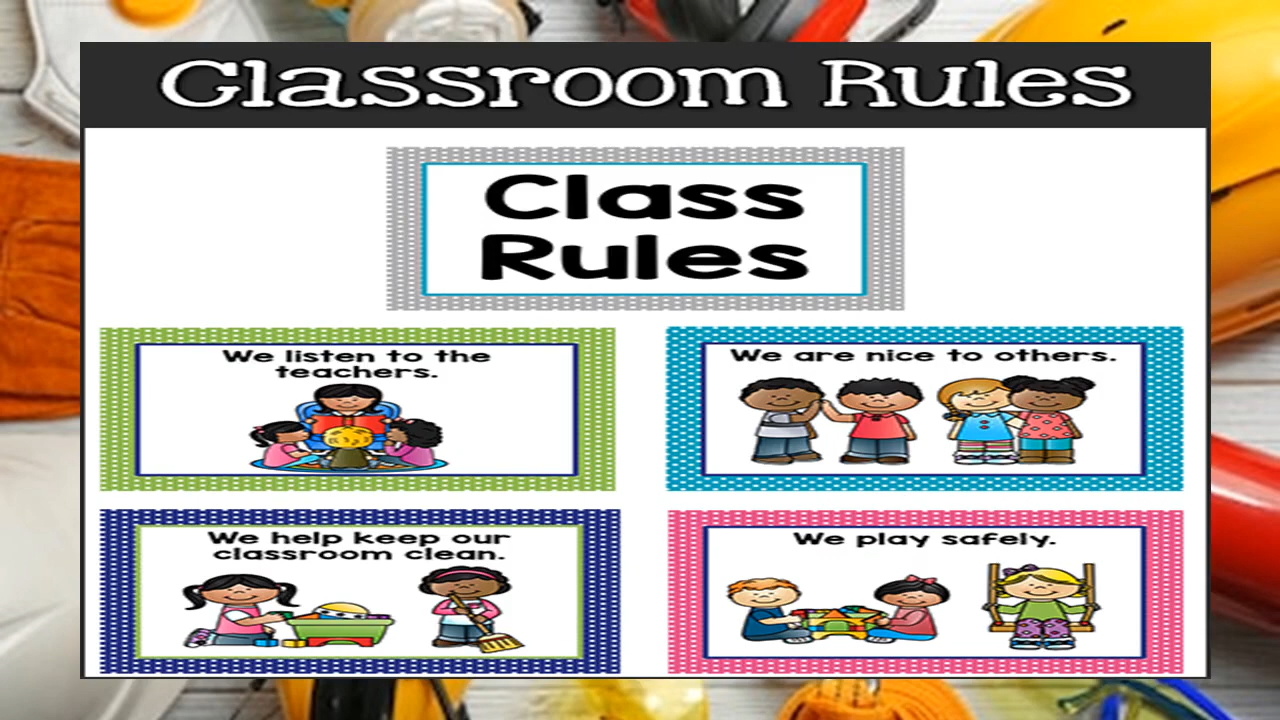 Classroom Rules
Class
Rules
We listen to the
teachers.
We are nice to others.
We help keep our
classroom clean.
We play safely.